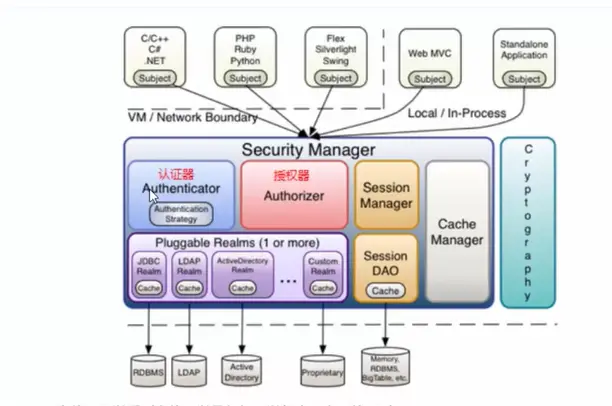 C/C++
C#
.NET
Subject
PHP
Ruby
Python
Subject
Flex
Silverlight
Swing
Subject
Web MVC
Subject
Standalone
Application
Subject
VM / Network Boundary
Local / In-Process
Security Manager
认证器
Authenticator
Authentication
Strategy
授权器
Authorizer
Session
Manager
Cache
Manager
Cryptography
Pluggable Realms (1 or more)
JDBC
Realm
Cache
LDAP
Realm
Cache
ActiveDirectory
Realm
Cache
...
Custom
Realm
Cache
Session
DAO
Cache
RDBMS
LDAP
Active
Directory
Proprietary
Memory,
RDBMS,
BigTable, etc.